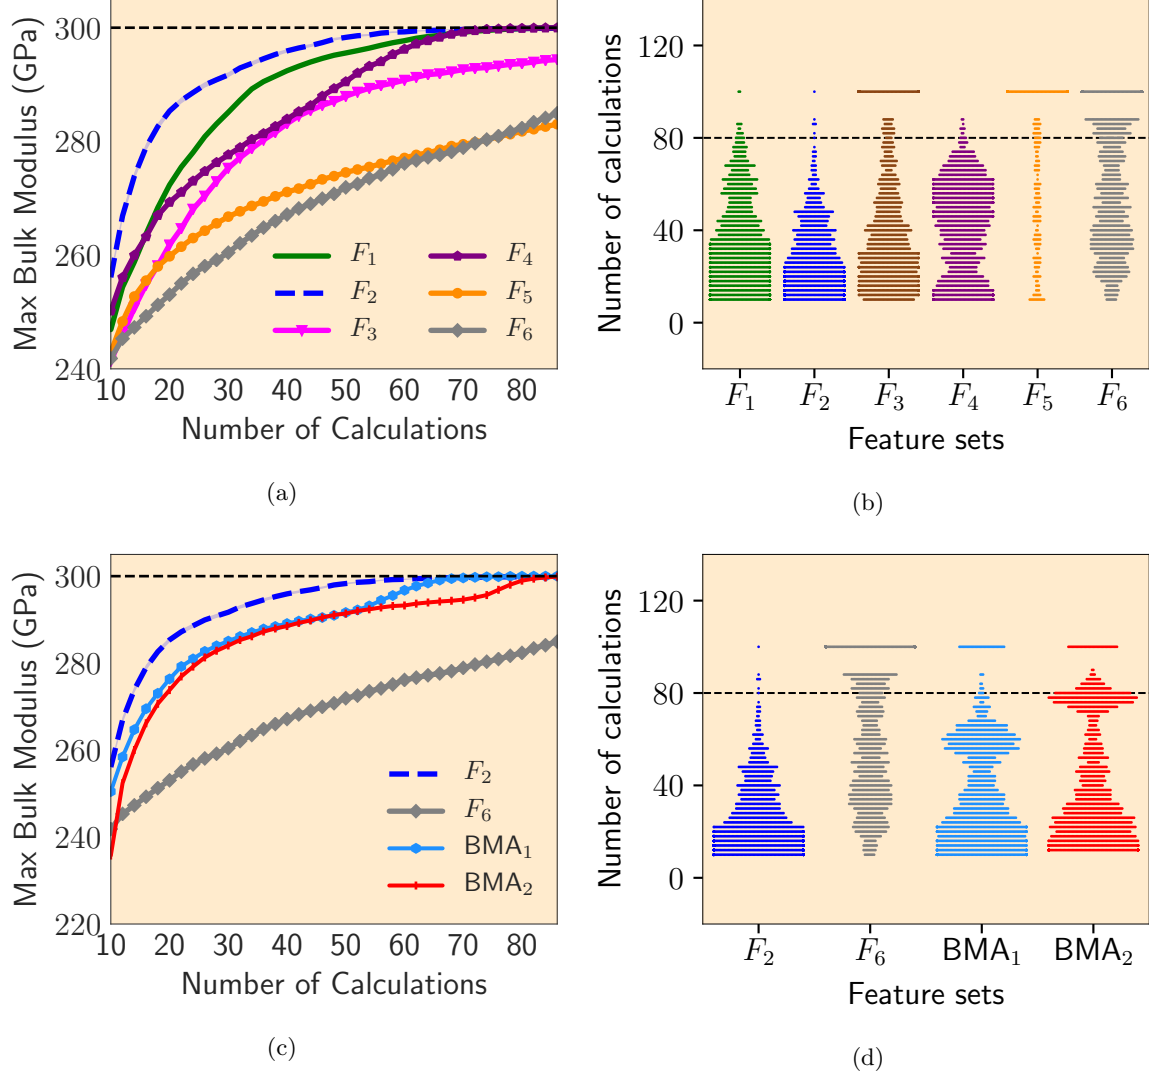 300
280
260
240
Max Bulk Modulus (GPa)
F1
F2
F3
F4
F5
F6
10 20 30 40 50 60 70 80
Number of Calculations
(a)
120
80
40
0
Number of calculations
F1 F2 F3 F4 F5 F6
Feature sets
(b)
300
280
260
240
220
Max Bulk Modulus (GPa)
F2
F6
BMA1
BMA2
10 20 30 40 50 60 70 80
Number of Calculations
(c)
120
80
40
0
Number of calculations
F2 F6 BMA1 BMA2
Feature sets
(d)